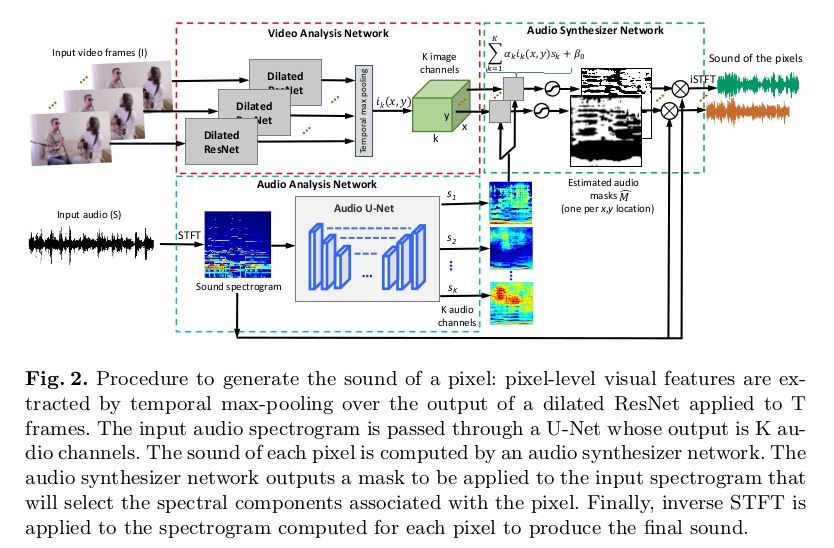 Video Analysis Network
Audio Synthesizer Network
Input video frames (I)
Dilated
ResNet
Dilated
ResNet
Dilated
ResNet
Temporal max pooling
i_k(x,y)
K image
channels
y
x
k
\sum_{k=1}^{K} α_k i_k(x,y)s_k + β_0
Sound of the pixels
iSTFT
Estimated audio
masks \widehat{M}
(one per x,y location)
Audio Analysis Network
Input audio (S)
STFT
Sound spectrogram
Audio U-Net
...
s_1
s_2
s_K
K audio
channels
Fig. 2. Procedure to generate the sound of a pixel: pixel-level visual features are ex-
tracted by temporal max-pooling over the output of a dilated ResNet applied to T
frames. The input audio spectrogram is passed through a U-Net whose output is K au-
dio channels. The sound of each pixel is computed by an audio synthesizer network. The
audio synthesizer network outputs a mask to be applied to the input spectrogram that
will select the spectral components associated with the pixel. Finally, inverse STFT is
applied to the spectrogram computed for each pixel to produce the final sound.